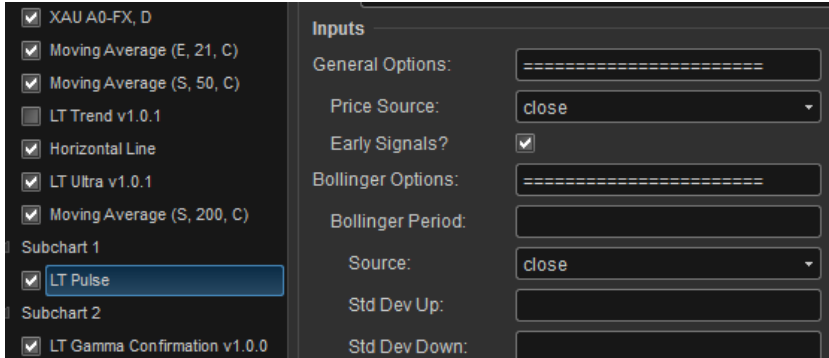 XAU A0-FX, D
Moving Average (E, 21, C)
Moving Average (S, 50, C)
LT Trend v1.0.1
Horizontal Line
LT Ultra v1.0.1
Moving Average (S, 200, C)
Subchart 1
LT Pulse
Subchart 2
LT Gamma Confirmation v1.0.0
Inputs
General Options: =======================
Price Source: close
Early Signals?
Bollinger Options: =======================
Bollinger Period:
Source: close
Std Dev Up:
Std Dev Down: